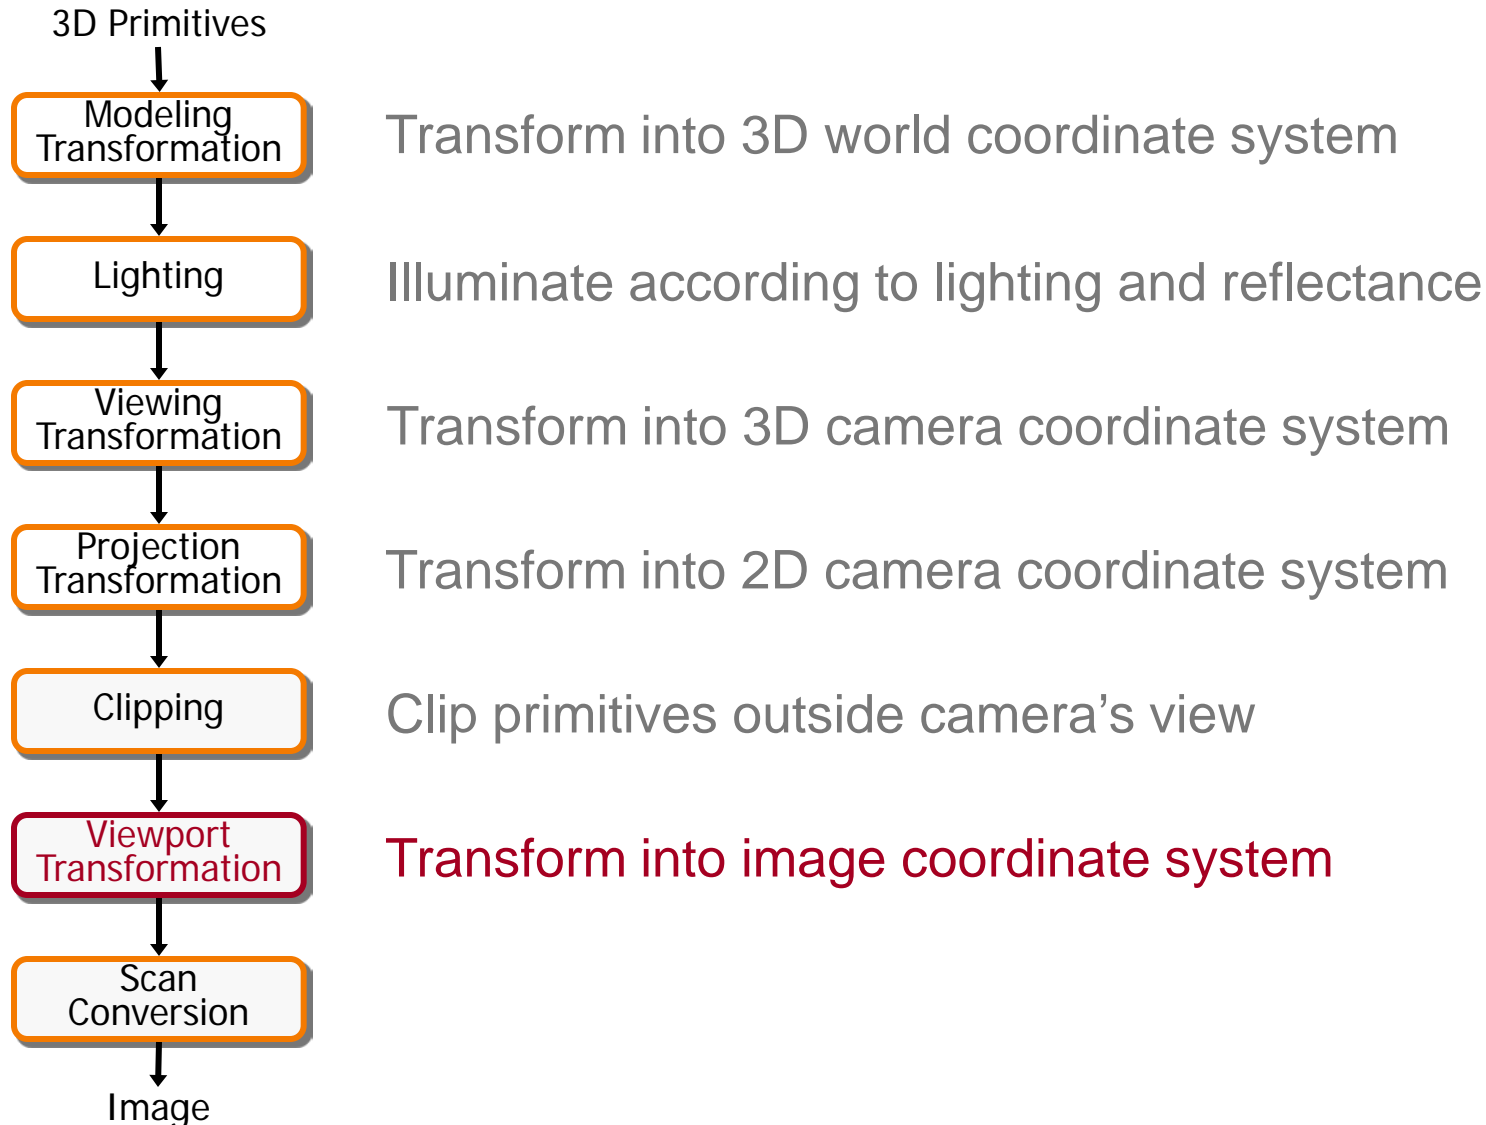 3D Primitives
Modeling
Transformation
Transform into 3D world coordinate system
Lighting
Illuminate according to lighting and reflectance
Viewing
Transformation
Transform into 3D camera coordinate system
Projection
Transformation
Transform into 2D camera coordinate system
Clipping
Clip primitives outside camera’s view
Viewport
Transformation
Transform into image coordinate system
Scan
Conversion
Image